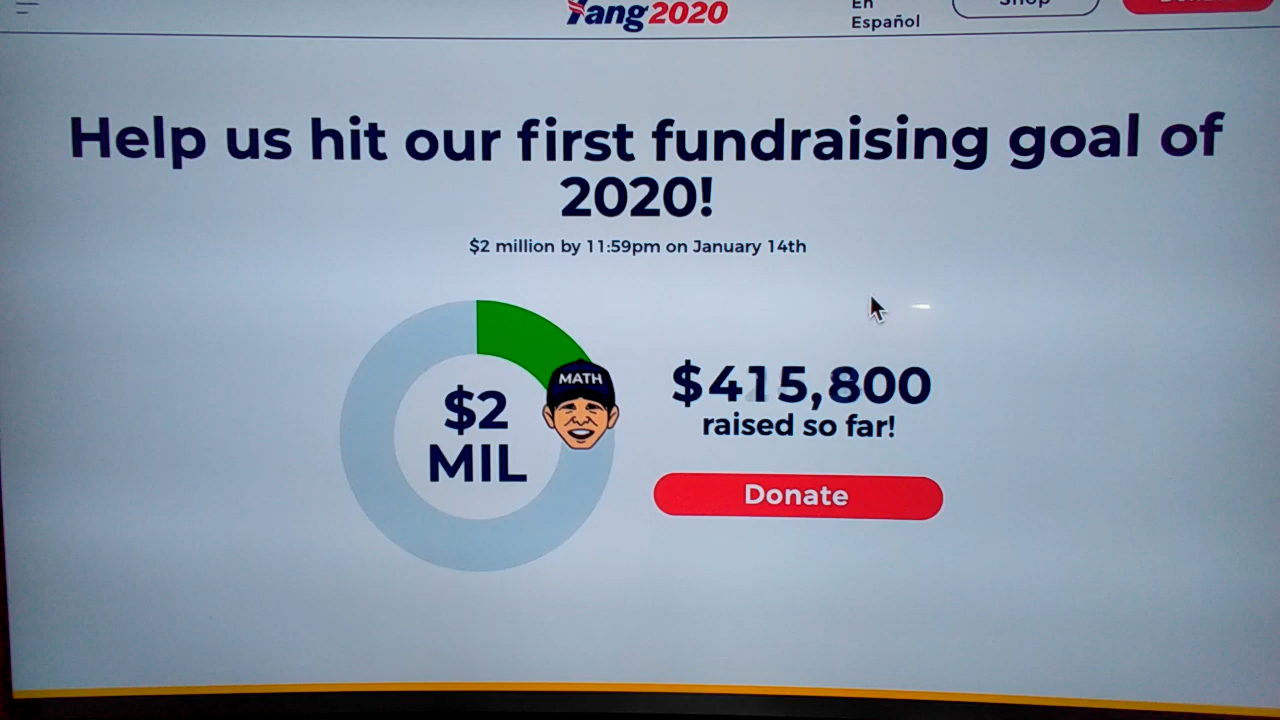 Yang2020
En
Español
Shop
Help us hit our first fundraising goal of
2020!
$2 million by 11:59pm on January 14th
MATH
$2
MIL
$415,800
raised so far!
Donate